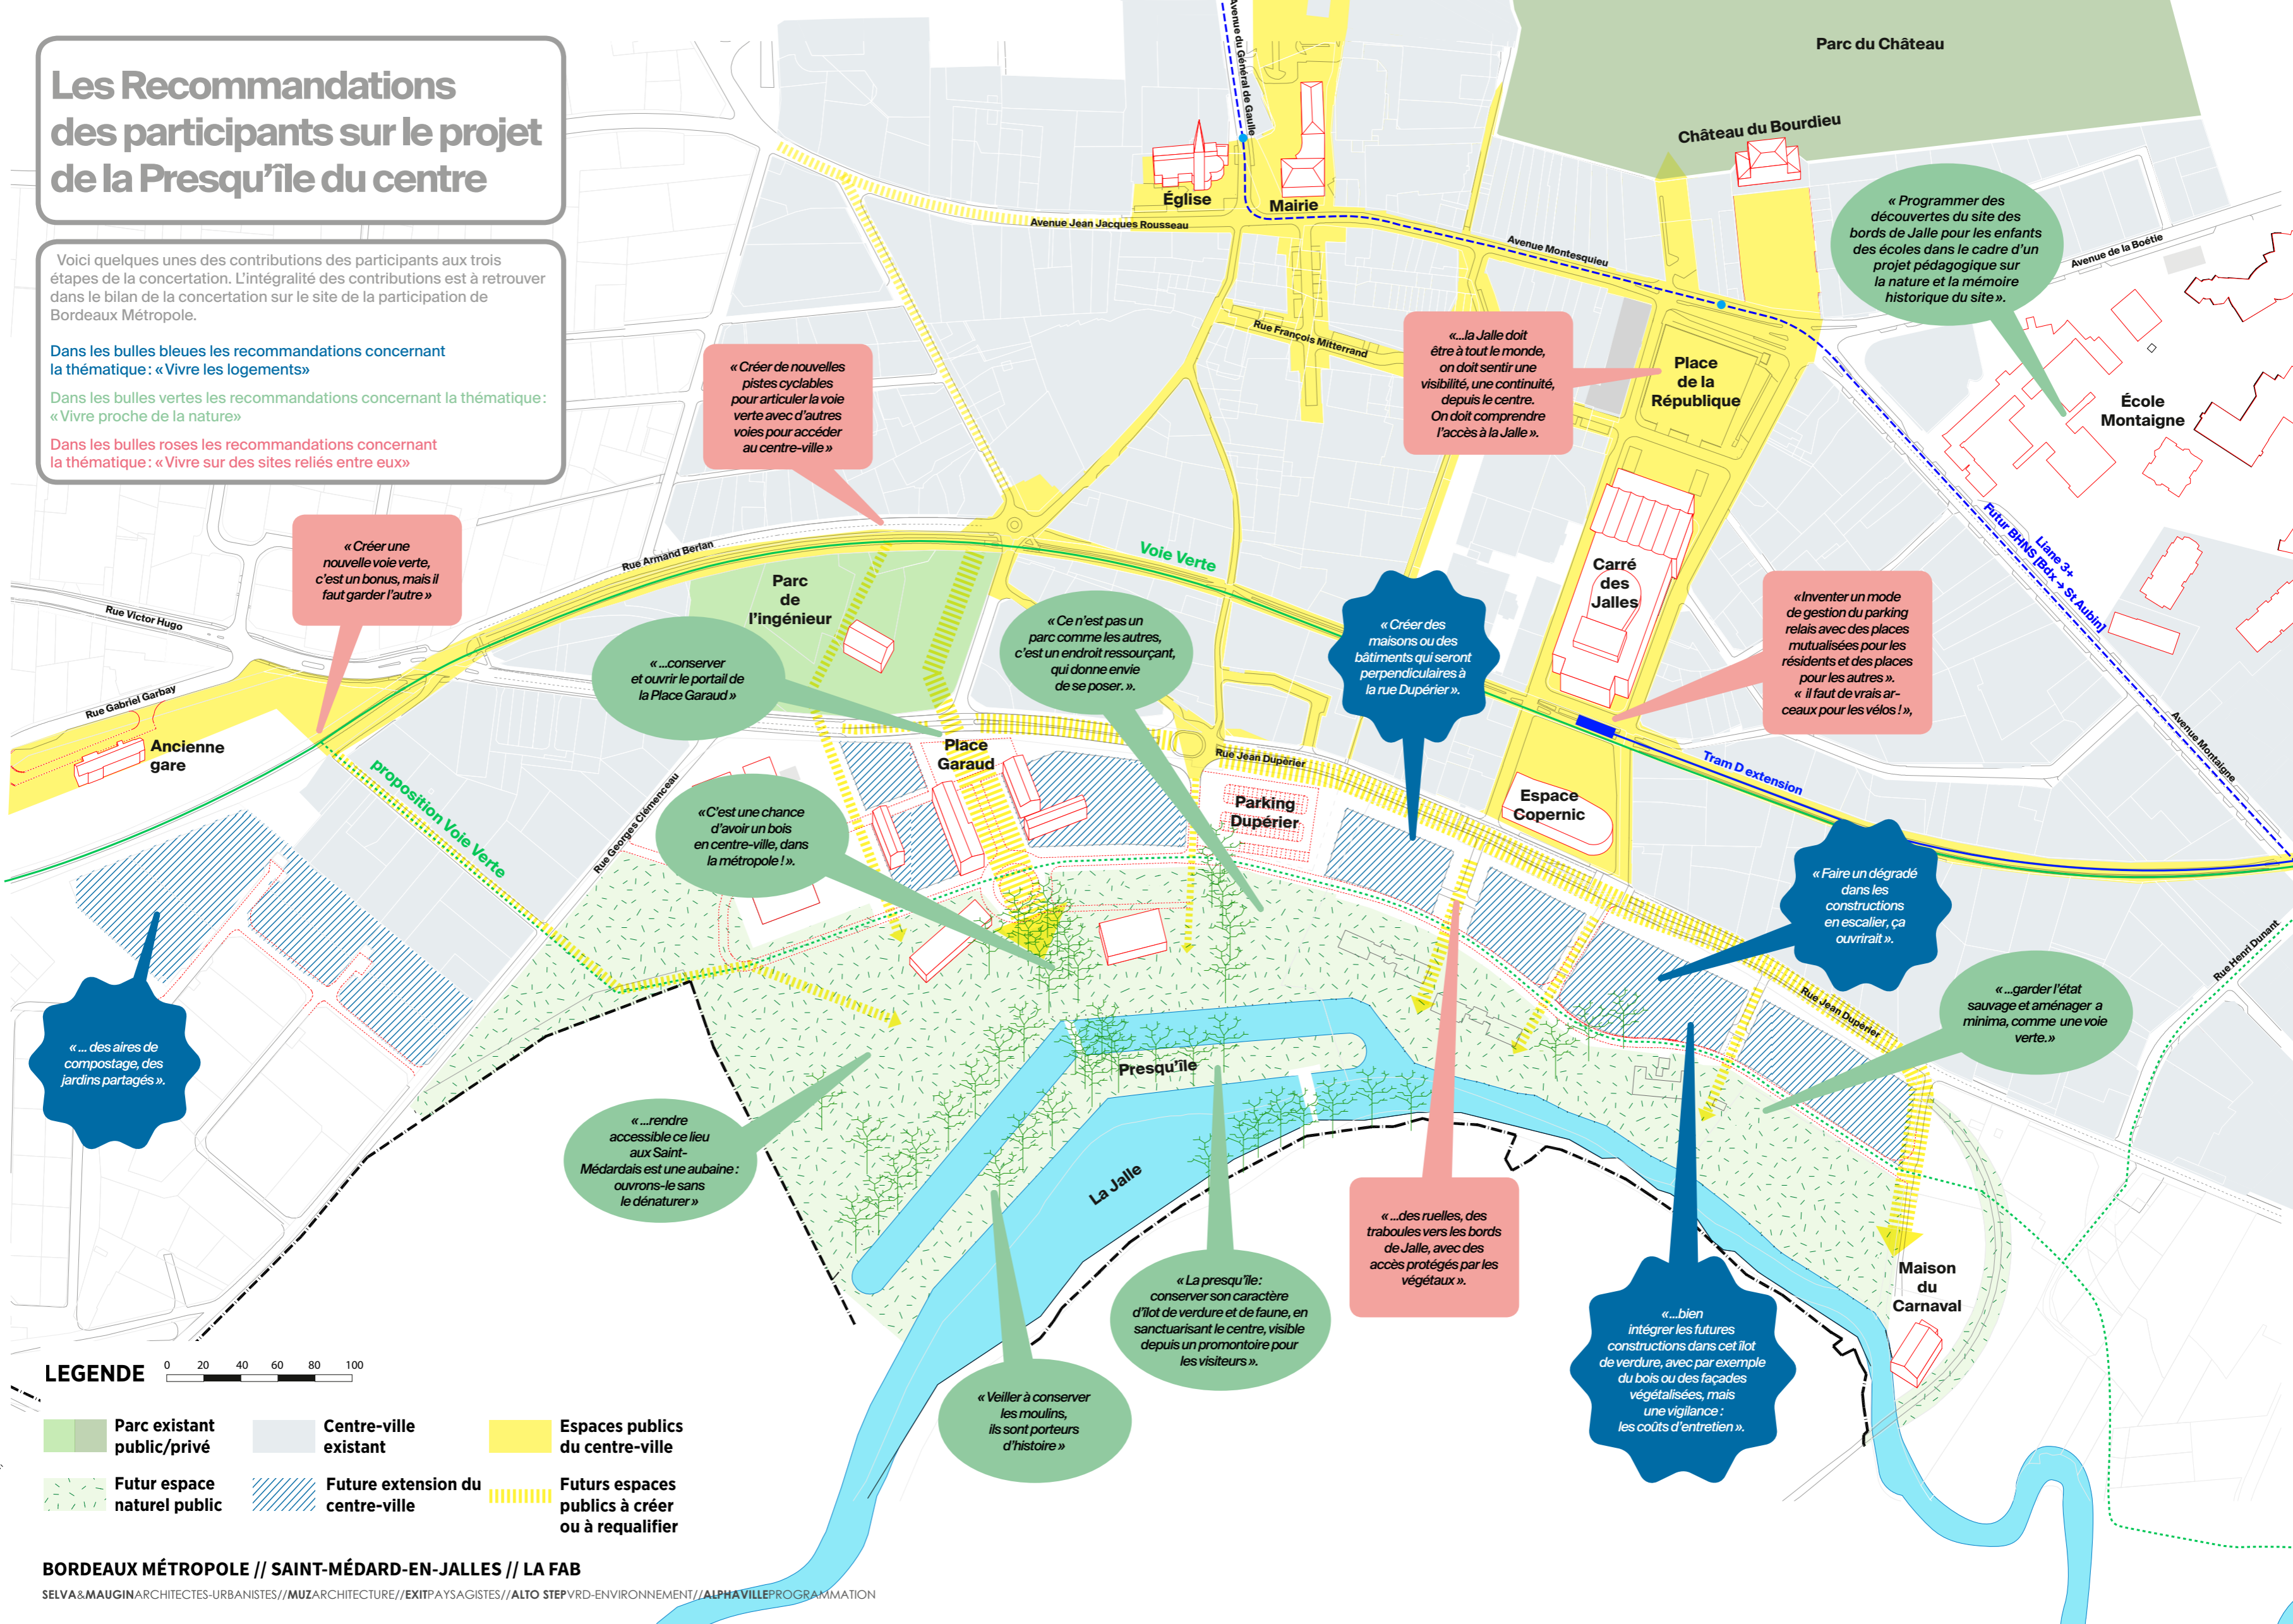 Les Recommandations
des participants sur le projet
de la Presqu'île du centre
Voici quelques unes des contributions des participants aux trois
étapes de la concertation. L'intégralité des contributions est à retrouver
dans le bilan de la concertation sur le site de la participation de
Bordeaux Métropole.
Dans les bulles bleues les recommandations concernant
la thématique : « Vivre les logements»
Dans les bulles vertes les recommandations concernant la thématique :
« Vivre proche de la nature»
Dans les bulles roses les recommandations concernant
la thématique : « Vivre sur des sites reliés entre eux»
Avenue du Général de Gaulle
Parc du Château
Château du Bourdieu
Église
Mairie
Avenue Jean Jacques Rousseau
Avenue Montesquieu
Avenue de la Boétie
« Programmer des
découvertes du site des
bords de Jalle pour les enfants
des écoles dans le cadre d'un
projet pédagogique sur
la nature et la mémoire
historique du site ».
Rue François Mitterrand
«...la Jalle doit
être à tout le monde,
on doit sentir une
visibilité, une continuité,
depuis le centre.
On doit comprendre
l'accès à la Jalle ».
Place
de la
République
École
Montaigne
« Créer de nouvelles
pistes cyclables
pour articuler la voie
verte avec d'autres
voies pour accéder
au centre-ville »
« Créer une
nouvelle voie verte,
c'est un bonus, mais il
faut garder l'autre »
Rue Armand Berlan
Voie Verte
Liane 3+
Futur BHNS [Bdx → St Aubin]
Avenue Montaigne
Parc
de
l'ingénieur
Carré
des
Jalles
Rue Victor Hugo
Rue Gabriel Garbay
Ancienne
gare
« ...conserver
et ouvrir le portail de
la Place Garaud »
« Ce n'est pas un
parc comme les autres,
c'est un endroit ressourçant,
qui donne envie
de se poser. ».
« Créer des
maisons ou des
bâtiments qui seront
perpendiculaires à
la rue Dupérier ».
«Inventer un mode
de gestion du parking
relais avec des places
mutualisées pour les
résidents et des places
pour les autres ».
« il faut de vrais ar-
ceaux pour les vélos ! »,
Place
Garaud
Rue Jean Dupérier
Tram D extension
proposition Voie Verte
Rue Georges Clémenceau
Parking
Dupérier
Espace
Copernic
«C'est une chance
d'avoir un bois
en centre-ville, dans
la métropole ! ».
« Faire un dégradé
dans les
constructions
en escalier, ça
ouvrirait ».
Rue Henri Dunant
« ...garder l'état
sauvage et aménager a
minima, comme une voie
verte.»
Rue Jean Dupérier
« ... des aires de
compostage, des
jardins partagés ».
Presqu'île
La Jalle
« ...rendre
accessible ce lieu
aux Saint-
Médardais est une aubaine :
ouvrons-le sans
le dénaturer »
« ...des ruelles, des
traboules vers les bords
de Jalle, avec des
accès protégés par les
végétaux ».
« La presqu'île :
conserver son caractère
d'îlot de verdure et de faune, en
sanctuarisant le centre, visible
depuis un promontoire pour
les visiteurs ».
Maison
du
Carnaval
«...bien
intégrer les futures
constructions dans cet îlot
de verdure, avec par exemple
du bois ou des façades
végétalisées, mais
une vigilance :
les coûts d'entretien ».
« Veiller à conserver
les moulins,
ils sont porteurs
d'histoire »
LEGENDE
0 20 40 60 80 100
Parc existant
public/privé
Centre-ville
existant
Espaces publics
du centre-ville
Futur espace
naturel public
Future extension du
centre-ville
Futurs espaces
publics à créer
ou à requalifier
BORDEAUX MÉTROPOLE // SAINT-MÉDARD-EN-JALLES // LA FAB
SELVA&MAUGINARCHITECTES-URBANISTES//MUZARCHITECTURE//EXITPAYSAGISTES//ALTO STEPVRD-ENVIRONNEMENT//ALPHAVILLEPROGRAMMATION